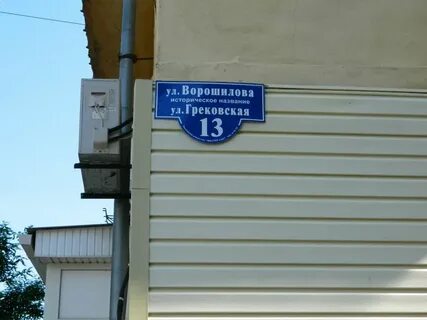 ул. Ворошилова
историческое название
ул. Грековская
13